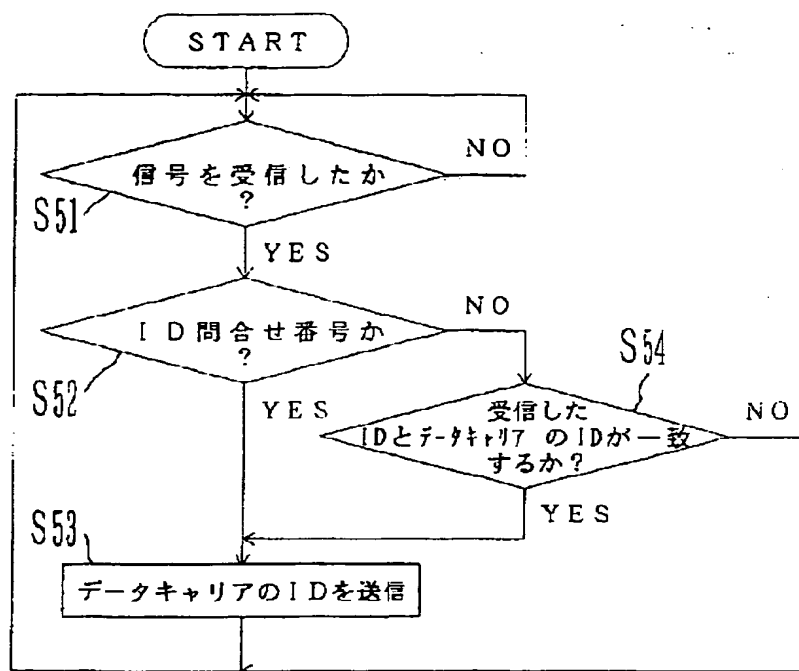 START
信号を受信したか
?
NO
S51
YES
ID問合せ番号か
?
NO
S52
YES
S54
受信した
IDとデータキャリアのIDが一致
するか?
NO
YES
S53
データキャリアのIDを送信